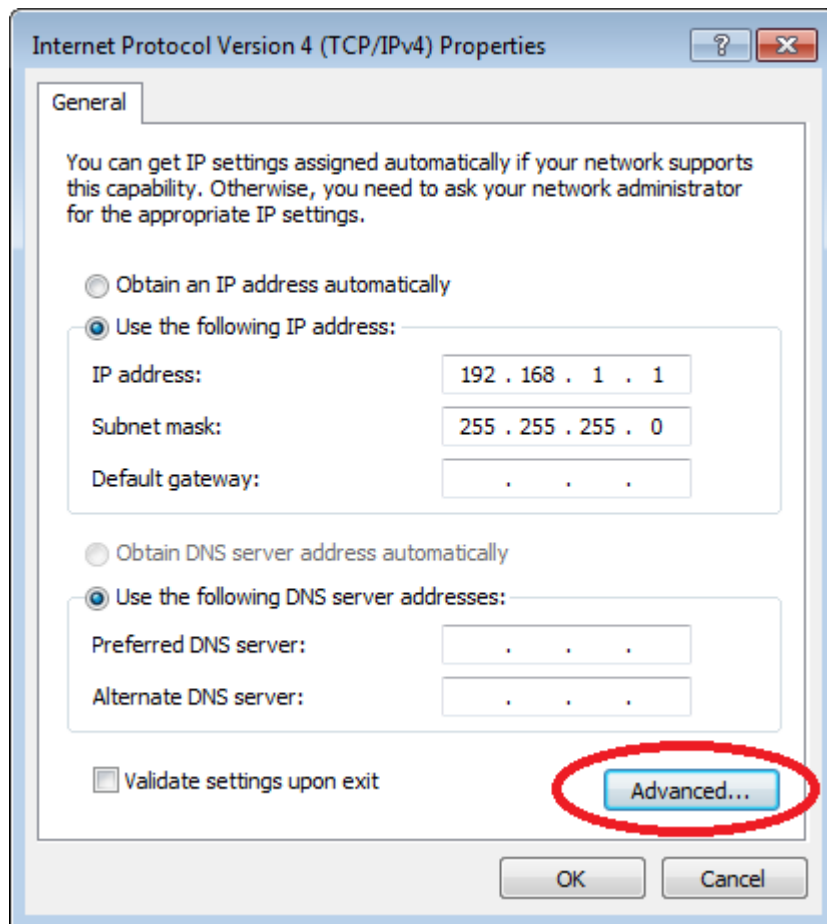 Internet Protocol Version 4 (TCP/IPv4) Properties
General
You can get IP settings assigned automatically if your network supports
this capability. Otherwise, you need to ask your network administrator
for the appropriate IP settings.
Obtain an IP address automatically
Use the following IP address:
IP address: 192 . 168 . 1 . 1
Subnet mask: 255 . 255 . 255 . 0
Default gateway: . . .
Obtain DNS server address automatically
Use the following DNS server addresses:
Preferred DNS server: . . .
Alternate DNS server: . . .
Validate settings upon exit
Advanced...
OK Cancel